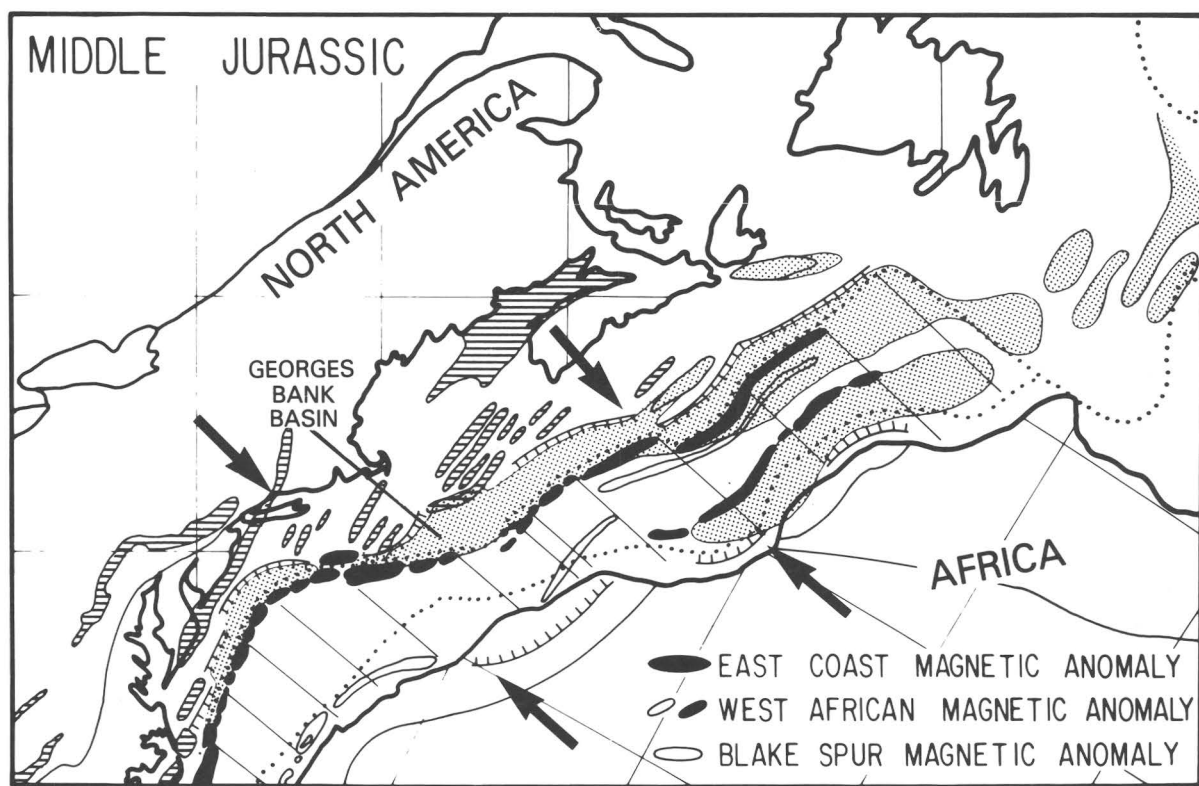 MIDDLE JURASSIC
NORTH AMERICA
GEORGES
BANK
BASIN
AFRICA
EAST COAST MAGNETIC ANOMALY
WEST AFRICAN MAGNETIC ANOMALY
BLAKE SPUR MAGNETIC ANOMALY